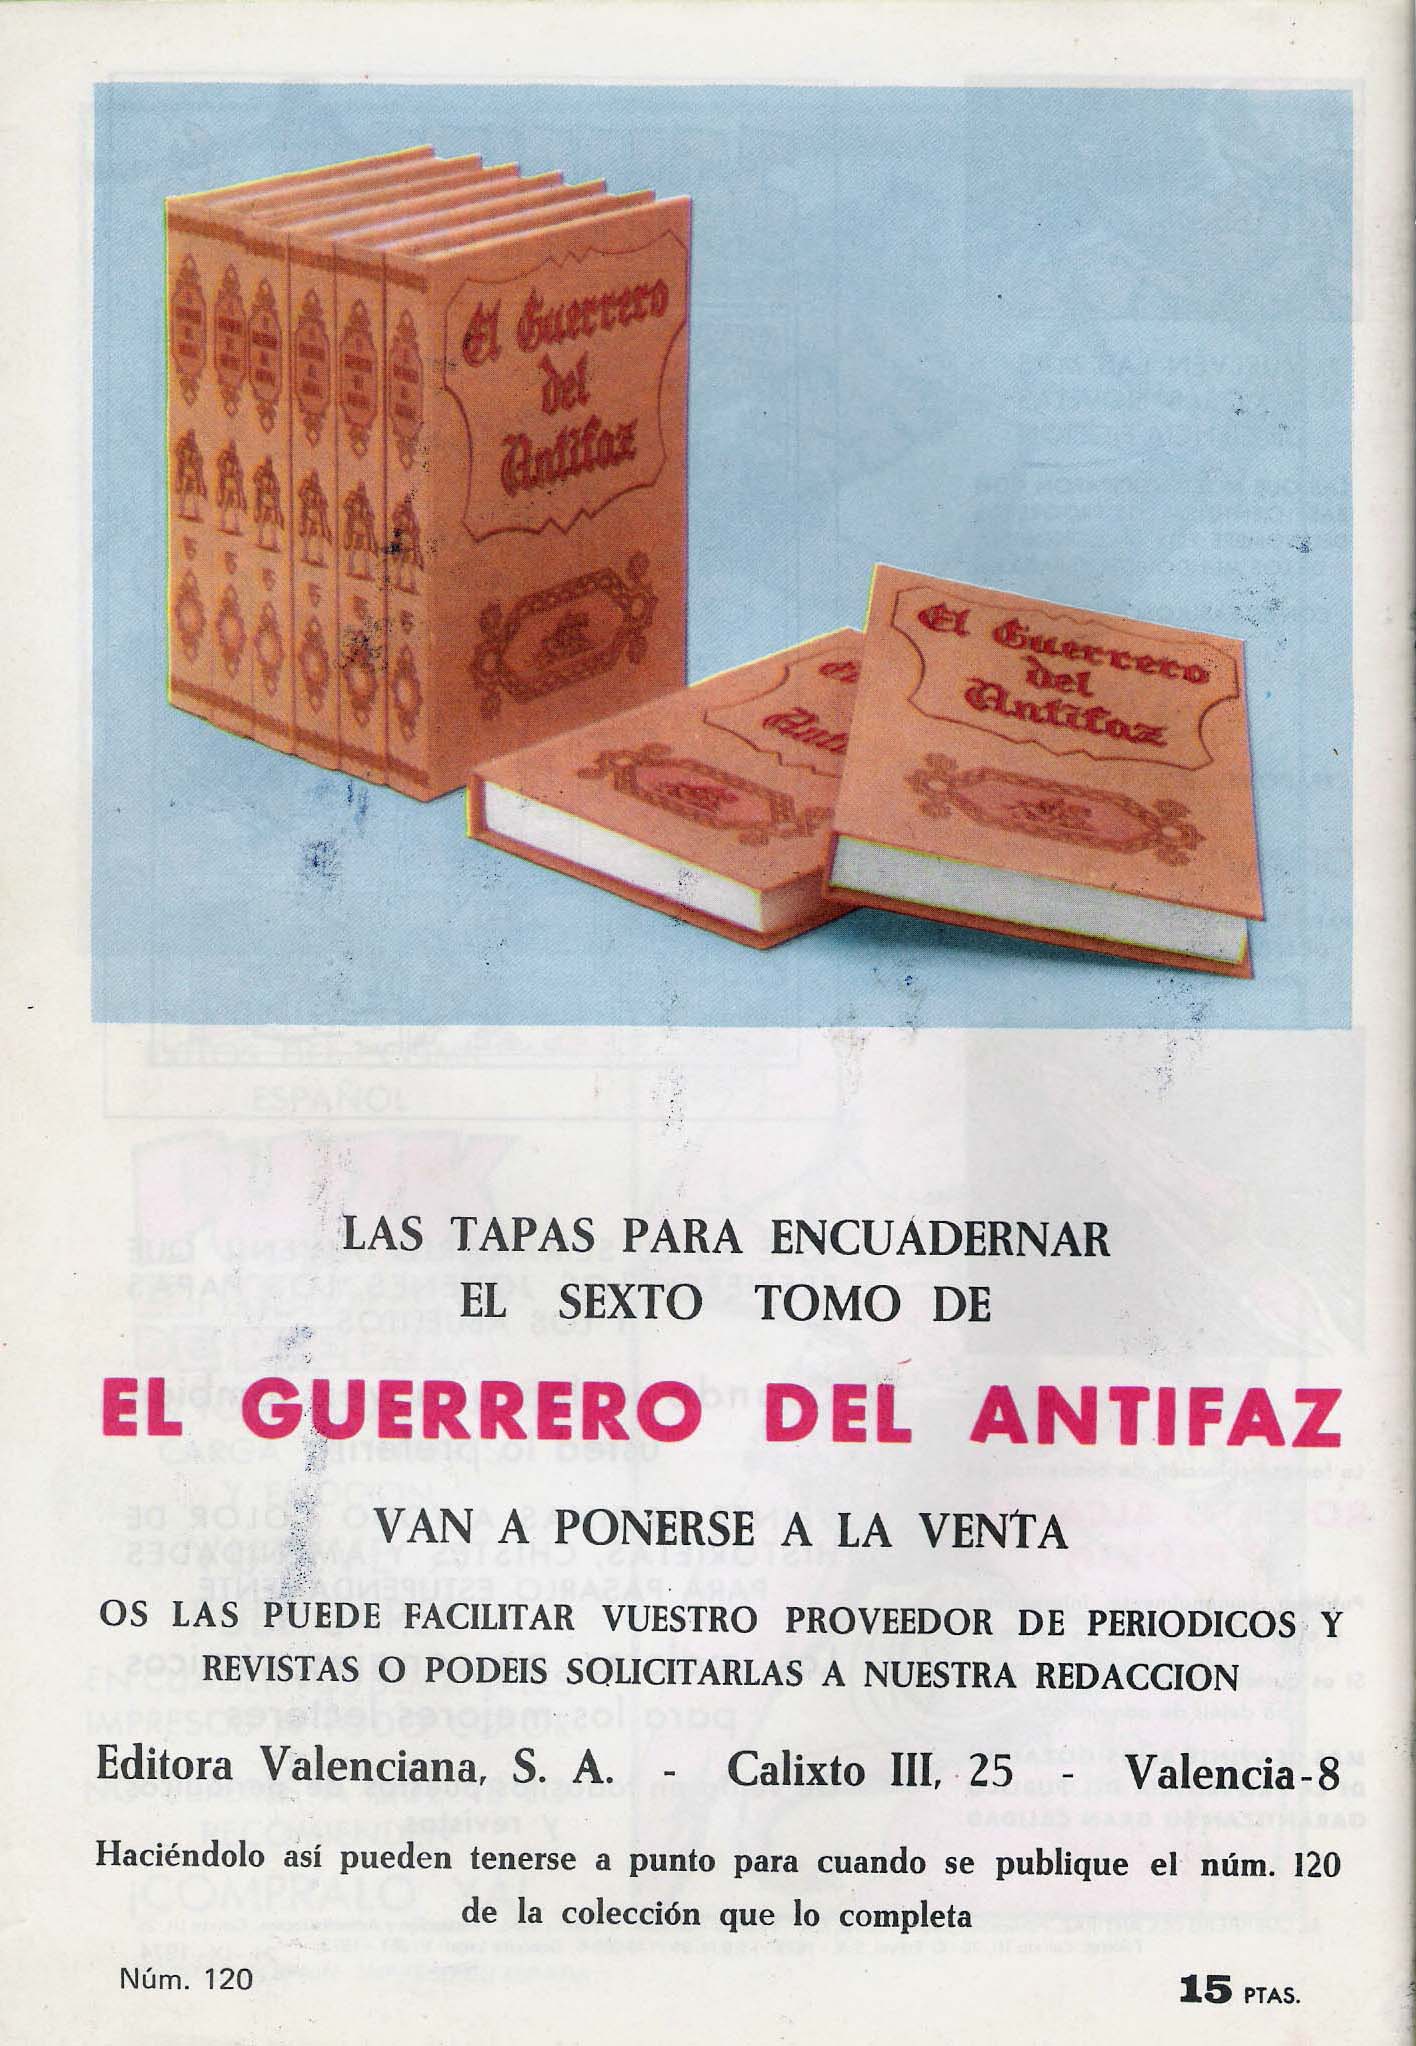 El Guerrero
del
Antifaz
El Guerrero
del
Antifaz
LAS TAPAS PARA ENCUADERNAR
EL SEXTO TOMO DE
EL GUERRERO DEL ANTIFAZ
VAN A PONERSE A LA VENTA
OS LAS PUEDE FACILITAR VUESTRO PROVEEDOR DE PERIODICOS Y
REVISTAS O PODEIS SOLICITARLAS A NUESTRA REDACCION
Editora Valenciana, S. A. - Calixto III, 25 - Valencia-8
Haciéndolo así pueden tenerse a punto para cuando se publique el núm. 120
de la colección que lo completa
Núm. 120
15 PTAS.